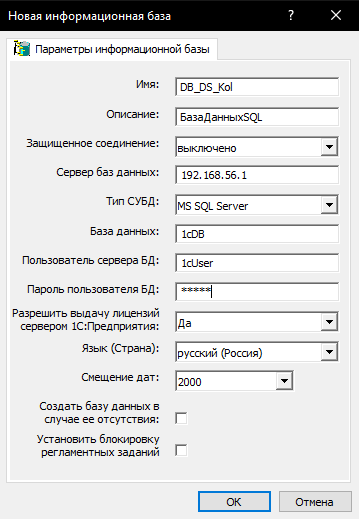 Новая информационная база
Параметры информационной базы
Имя: DB_DS_Kol
Описание: БазаДанныхSQL
Защищенное соединение: выключено
Сервер баз данных: 192.168.56.1
Тип СУБД: MS SQL Server
База данных: 1cDB
Пользователь сервера БД: 1cUser
Пароль пользователя БД: *****
Разрешить выдачу лицензий
сервером 1С:Предприятия: Да
Язык (Страна): русский (Россия)
Смещение дат: 2000
Создать базу данных в
случае ее отсутствия:
Установить блокировку
регламентных заданий
OK Отмена